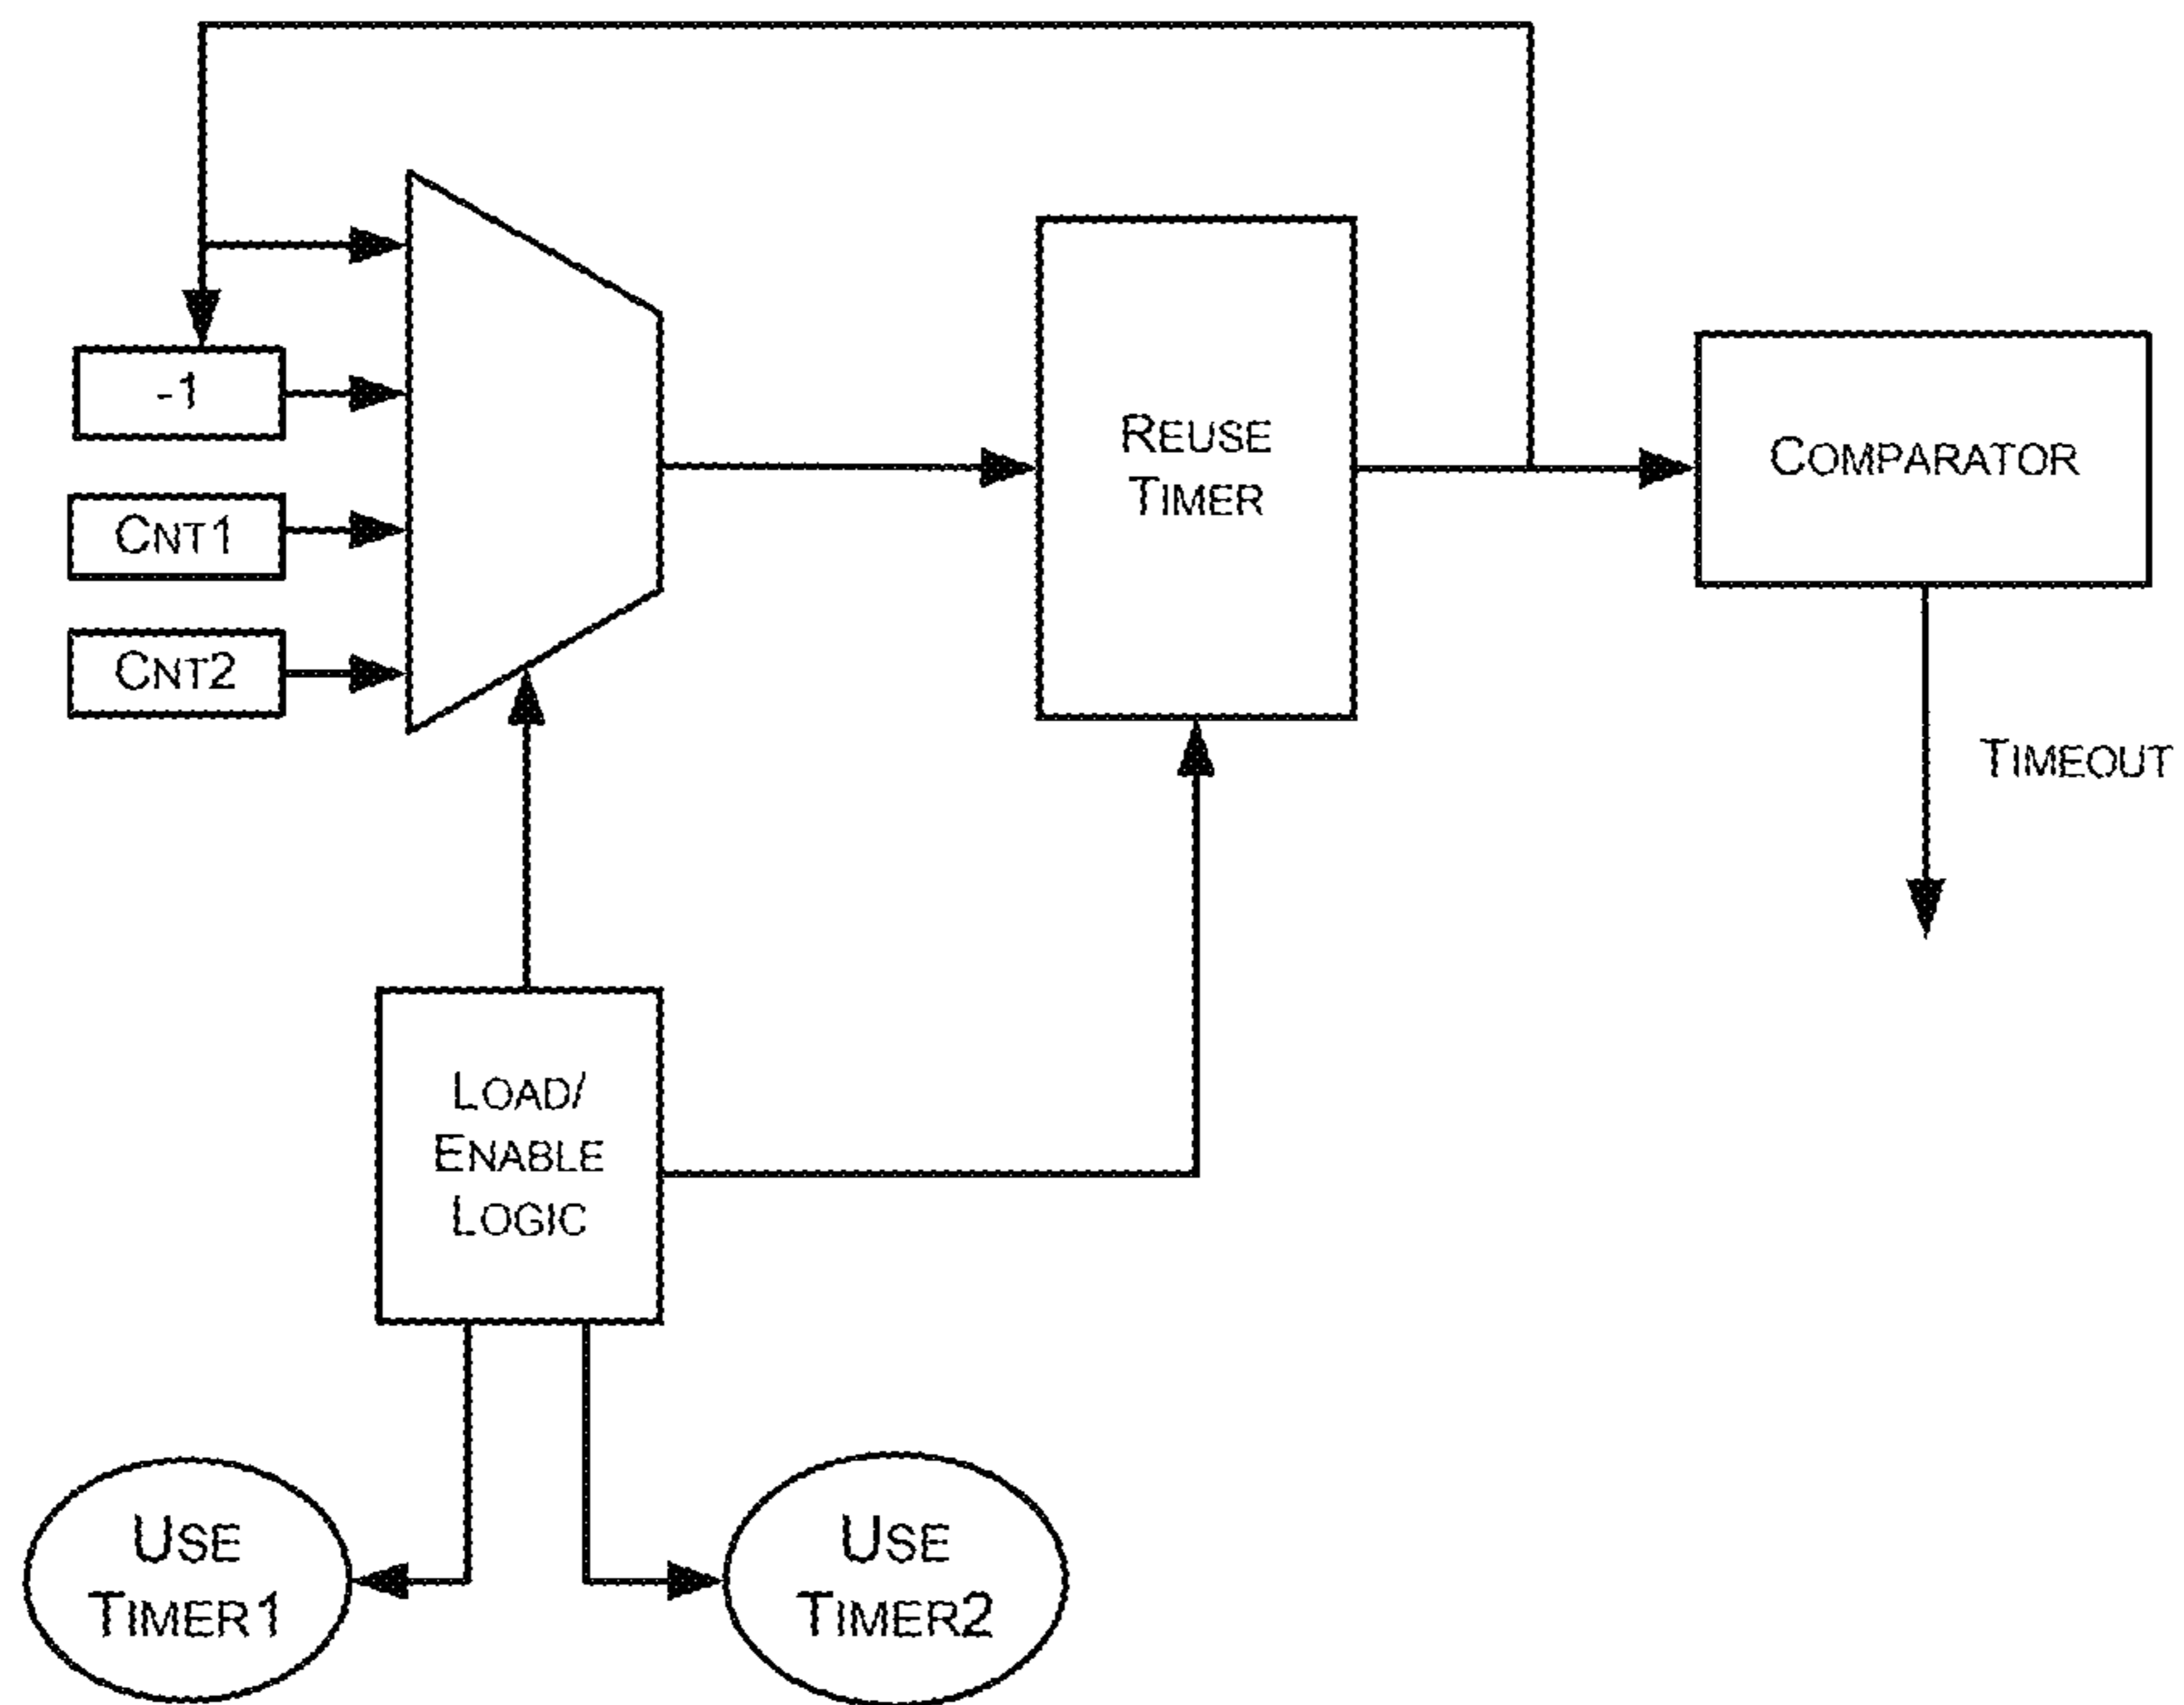 -1
CNT1
CNT2
REUSE
TIMER
COMPARATOR
TIMEOUT
LOAD/
ENABLE
LOGIC
USE
TIMER1
USE
TIMER2